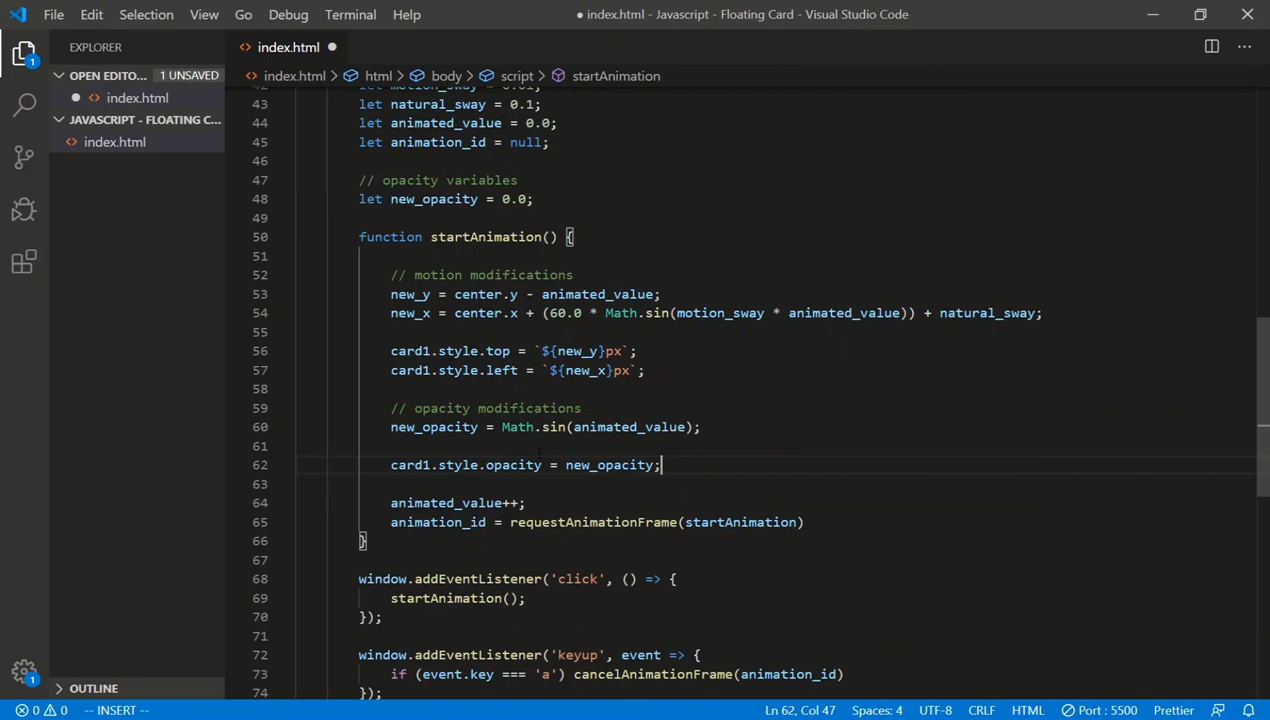 File Edit Selection View Go Debug Terminal Help ● index.html - Javascript - Floating Card - Visual Studio Code
EXPLORER
index.html
OPEN EDITO... 1 UNSAVED
index.html
JAVASCRIPT - FLOATING C...
index.html
index.html > html > body > script > startAnimation
43 let natural_sway = 0.1;
44 let animated_value = 0.0;
45 let animation_id = null;
46
47 // opacity variables
48 let new_opacity = 0.0;
49
50 function startAnimation() {
51
52 // motion modifications
53 new_y = center.y - animated_value;
54 new_x = center.x + (60.0 * Math.sin(motion_sway * animated_value)) + natural_sway;
55
56 card1.style.top = `${new_y}px`;
57 card1.style.left = `${new_x}px`;
58
59 // opacity modifications
60 new_opacity = Math.sin(animated_value);
61
62 card1.style.opacity = new_opacity;
63
64 animated_value++;
65 animation_id = requestAnimationFrame(startAnimation)
66 }
67
68 window.addEventListener('click', () => {
69 startAnimation();
70 });
71
72 window.addEventListener('keyup', event => {
73 if (event.key === 'a') cancelAnimationFrame(animation_id)
74 });
1
1
OUTLINE
0 0 -- INSERT -- Ln 62, Col 47 Spaces: 4 UTF-8 CRLF HTML Port : 5500 Prettier